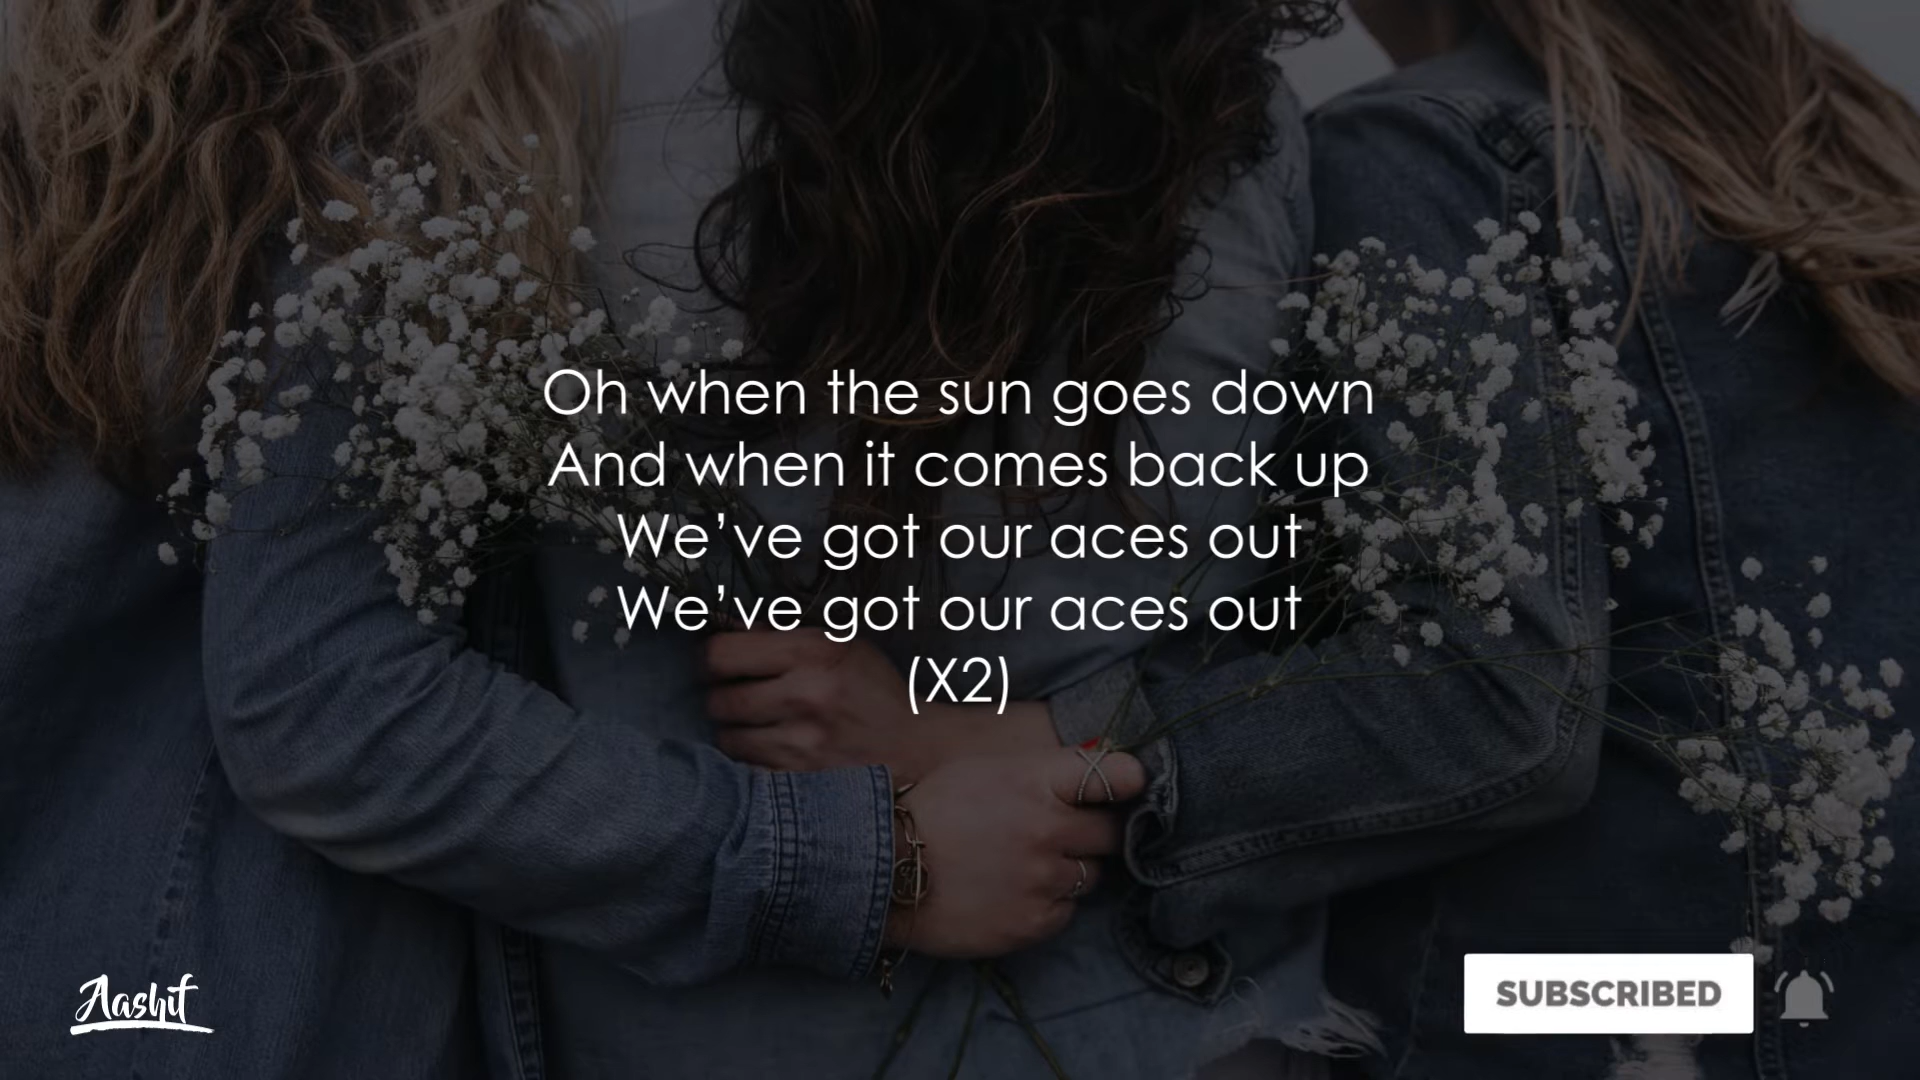 Oh when the sun goes down
And when it comes back up
We’ve got our aces out
We’ve got our aces out
(X2)
Aashif
SUBSCRIBED